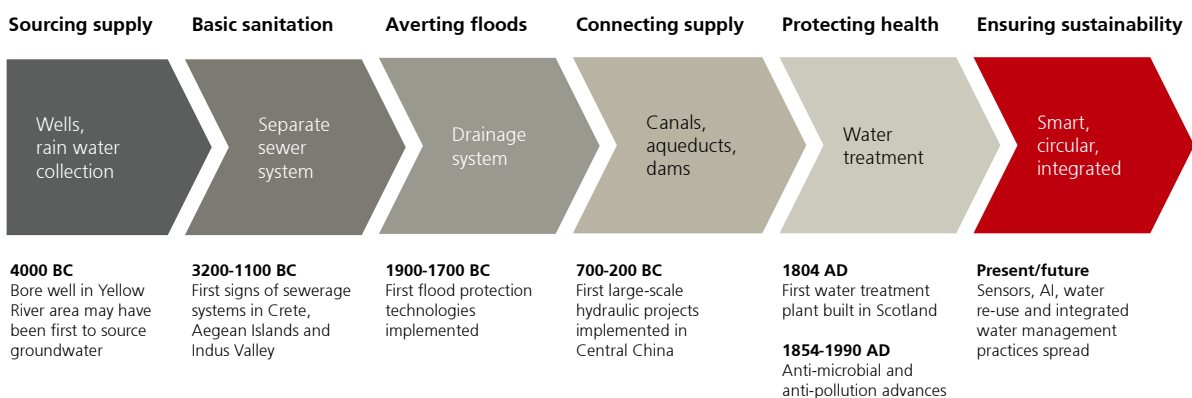 Sourcing supply
Basic sanitation
Averting floods
Connecting supply
Protecting health
Ensuring sustainability
Wells,
rain water
collection
Separate
sewer
system
Drainage
system
Canals,
aqueducts,
dams
Water
treatment
Smart,
circular,
integrated
4000 BC
Bore well in Yellow
River area may have
been first to source
groundwater
3200-1100 BC
First signs of sewerage
systems in Crete,
Aegean Islands and
Indus Valley
1900-1700 BC
First flood protection
technologies
implemented
700-200 BC
First large-scale
hydraulic projects
implemented in
Central China
1804 AD
First water treatment
plant built in Scotland
1854-1990 AD
Anti-microbial and
anti-pollution advances
Present/future
Sensors, AI, water
re-use and integrated
water management
practices spread